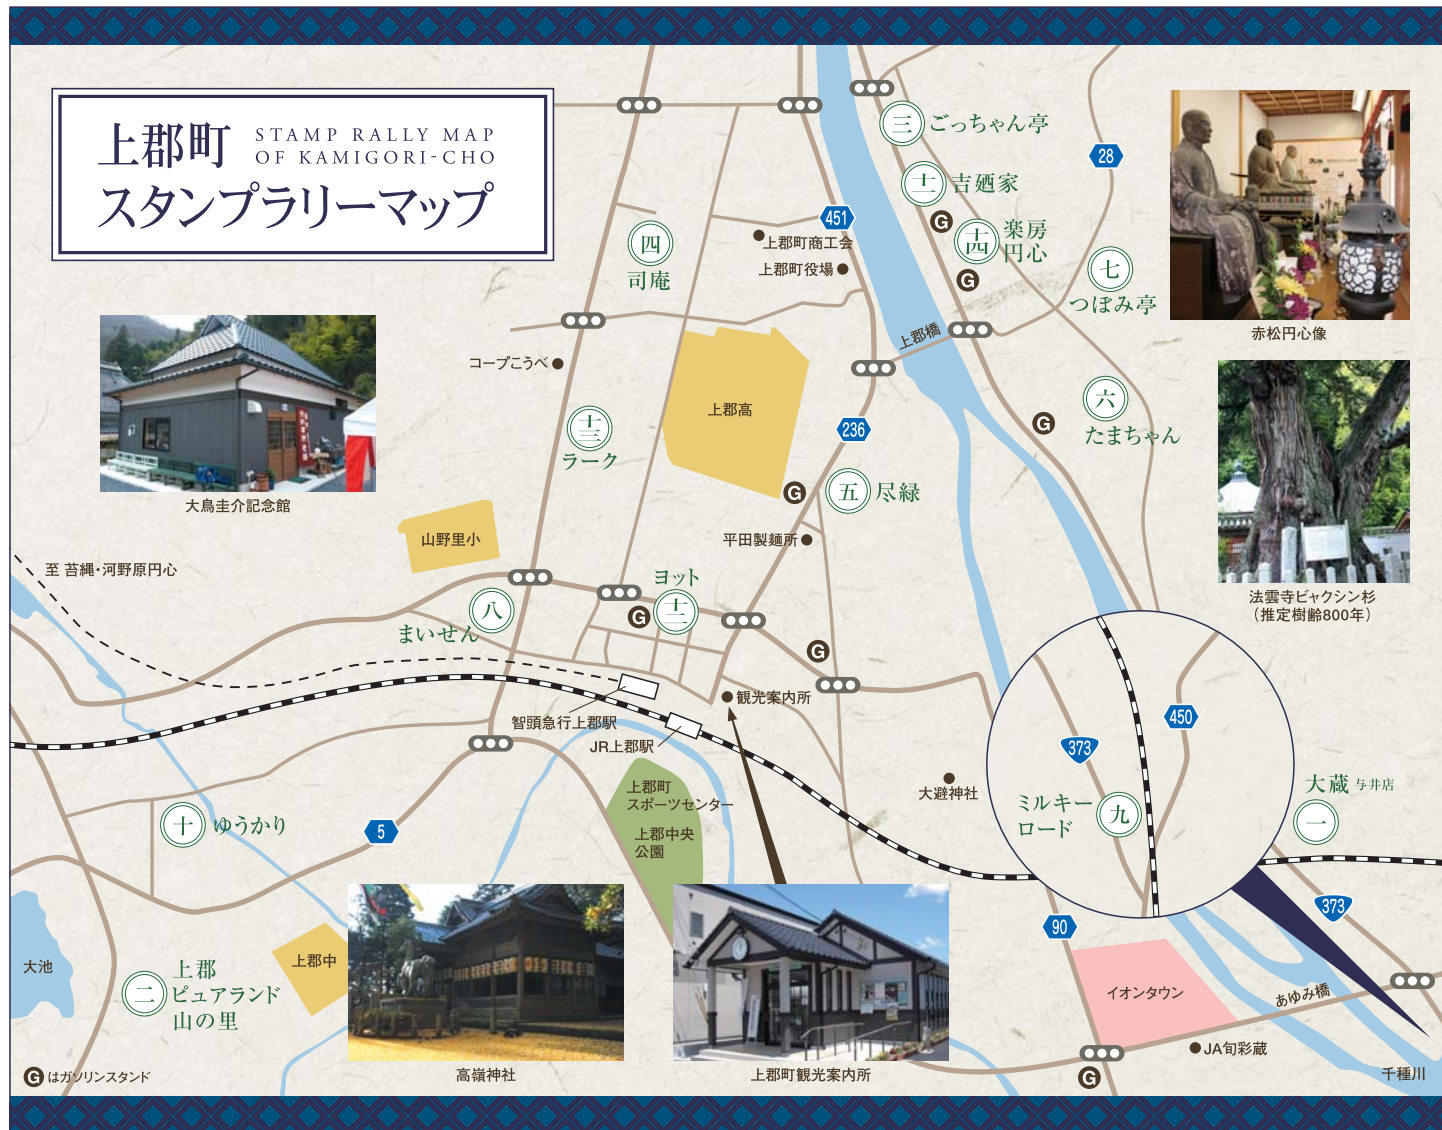 上郡町
STAMP RALLY MAP
OF KAMIGORI-CHO
スタンプラリーマップ
三 ごっちゃん亭
28
十一 吉廼家
451
G
十四 楽房
円心
G
四
司庵
上郡町商工会
上郡町役場
七
つぼみ亭
赤松円心像
上郡橋
コープこうべ
上郡高
六
たまちゃん
G
236
十三
ラーク
大鳥圭介記念館
G
五 尽緑
山野里小
平田製麺所
至 苔縄・河野原円心
法雲寺ビャクシン杉
（推定樹齢800年）
ヨット
十二
G
八
まいせん
G
観光案内所
智頭急行上郡駅
JR上郡駅
450
373
上郡町
スポーツセンター
上郡中央
公園
大避神社
ミルキー
ロード
九
大蔵 与井店
一
十 ゆうかり
5
373
90
大池
上郡中
二
上郡
ピュアランド
山の里
イオンタウン
あゆみ橋
JA旬彩蔵
千種川
G
Gはガソリンスタンド
高嶺神社
上郡町観光案内所